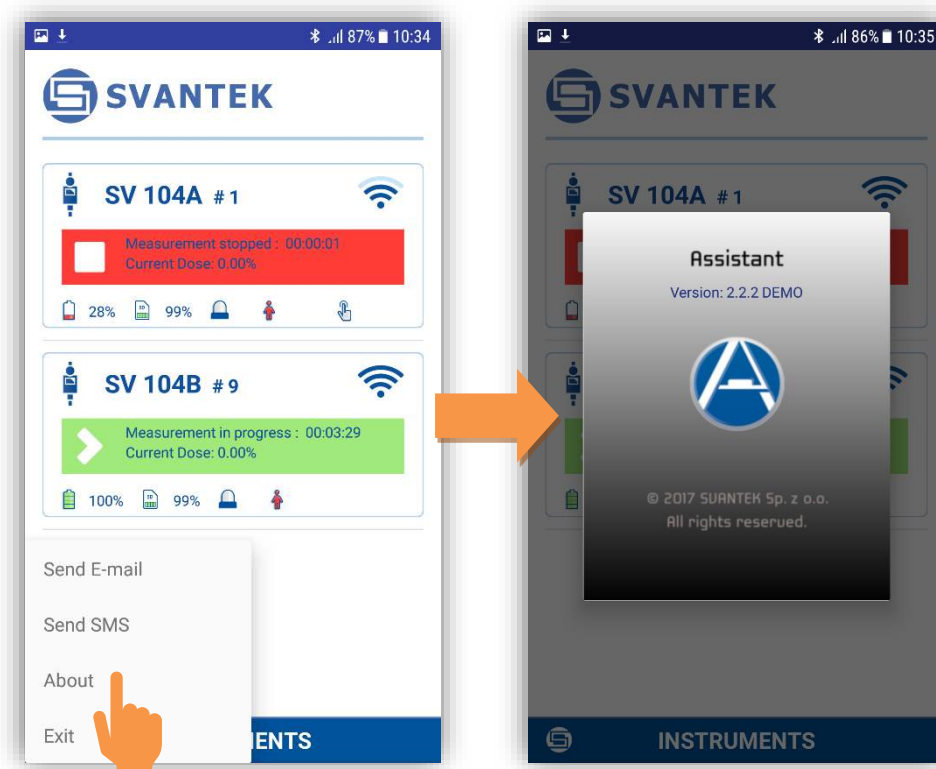 87% 10:34
SVANTEK
SV 104A # 1
Measurement stopped : 00:00:01
Current Dose: 0.00%
28% 99%
SV 104B # 9
Measurement in progress : 00:03:29
Current Dose: 0.00%
100% 99%
Send E-mail
Send SMS
About
Exit
ENTS
86% 10:35
SVANTEK
SV 104A # 1
Assistant
Version: 2.2.2 DEMO
© 2017 SVANTEK Sp. z o.o.
All rights reserved.
INSTRUMENTS